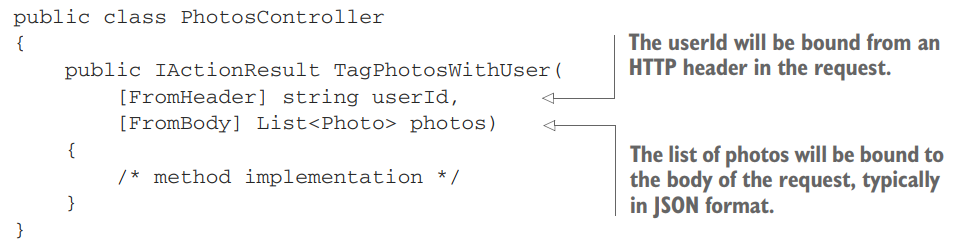 public class PhotosController
{
public IActionResult TagPhotosWithUser(
[FromHeader] string userId,
[FromBody] List<Photo> photos)
{
/* method implementation */
}
}
The userId will be bound from an
HTTP header in the request.
The list of photos will be bound to
the body of the request, typically
in JSON format.